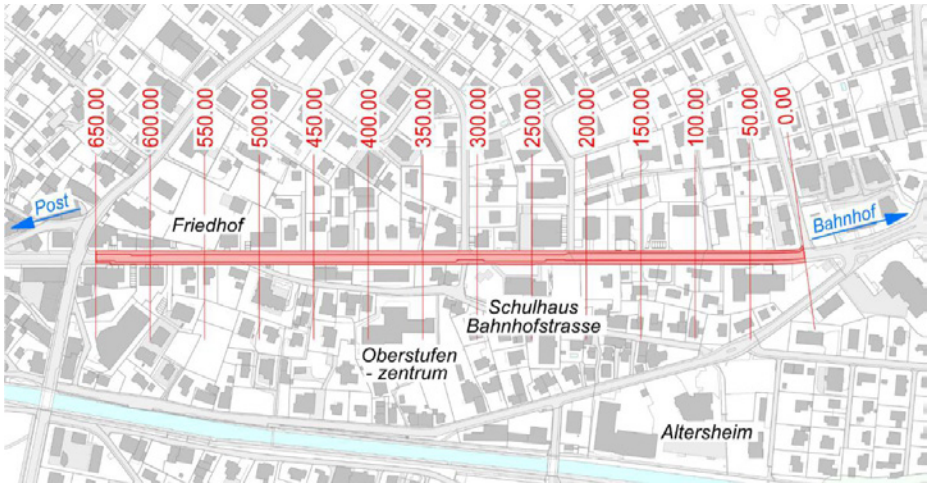 650.00
600.00
550.00
500.00
450.00
400.00
350.00
300.00
250.00
200.00
150.00
100.00
50.00
0.00
Post
Friedhof
Bahnhof
Schulhaus
Bahnhofstrasse
Oberstufen
- zentrum
Altersheim